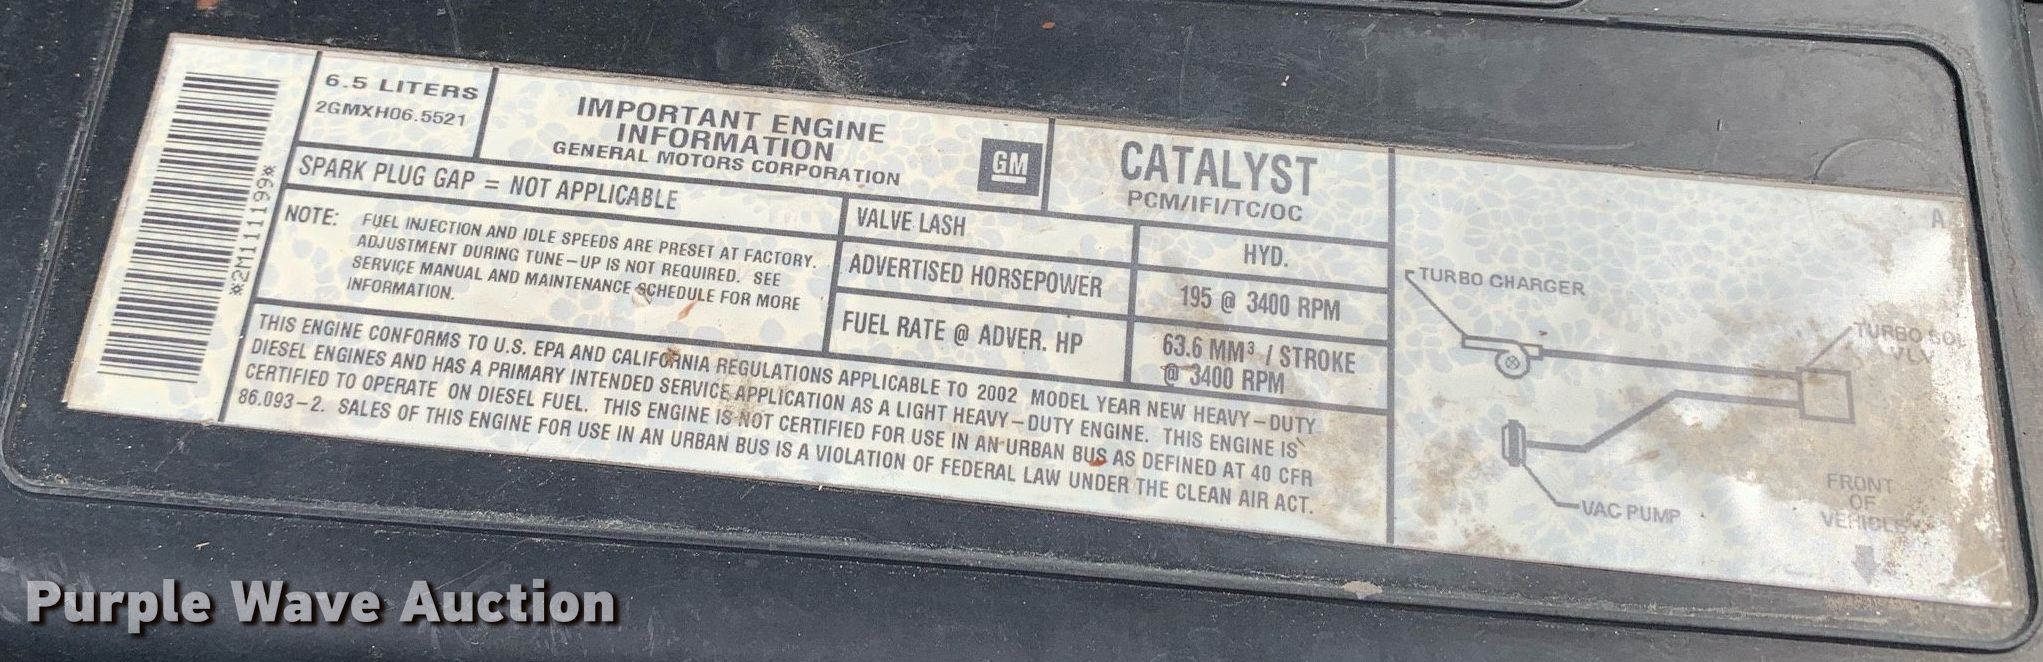 *2M111199*
6.5 LITERS
2GMXH06.5521
IMPORTANT ENGINE
INFORMATION
GENERAL MOTORS CORPORATION
GM
CATALYST
PCM/IFI/TC/OC
SPARK PLUG GAP = NOT APPLICABLE
NOTE: FUEL INJECTION AND IDLE SPEEDS ARE PRESET AT FACTORY.
ADJUSTMENT DURING TUNE-UP IS NOT REQUIRED. SEE
SERVICE MANUAL AND MAINTENANCE SCHEDULE FOR MORE
INFORMATION.
VALVE LASH
HYD.
ADVERTISED HORSEPOWER
195 @ 3400 RPM
FUEL RATE @ ADVER. HP
63.6 MM³ / STROKE
@ 3400 RPM
THIS ENGINE CONFORMS TO U.S. EPA AND CALIFORNIA REGULATIONS APPLICABLE TO 2002 MODEL YEAR NEW HEAVY-DUTY
DIESEL ENGINES AND HAS A PRIMARY INTENDED SERVICE APPLICATION AS A LIGHT HEAVY-DUTY ENGINE. THIS ENGINE IS
CERTIFIED TO OPERATE ON DIESEL FUEL. THIS ENGINE IS NOT CERTIFIED FOR USE IN AN URBAN BUS AS DEFINED AT 40 CFR
86.093-2. SALES OF THIS ENGINE FOR USE IN AN URBAN BUS IS A VIOLATION OF FEDERAL LAW UNDER THE CLEAN AIR ACT.
A
TURBO CHARGER
TURBO SOL
VLV
VAC PUMP
FRONT
OF
VEHICLE
Purple Wave Auction